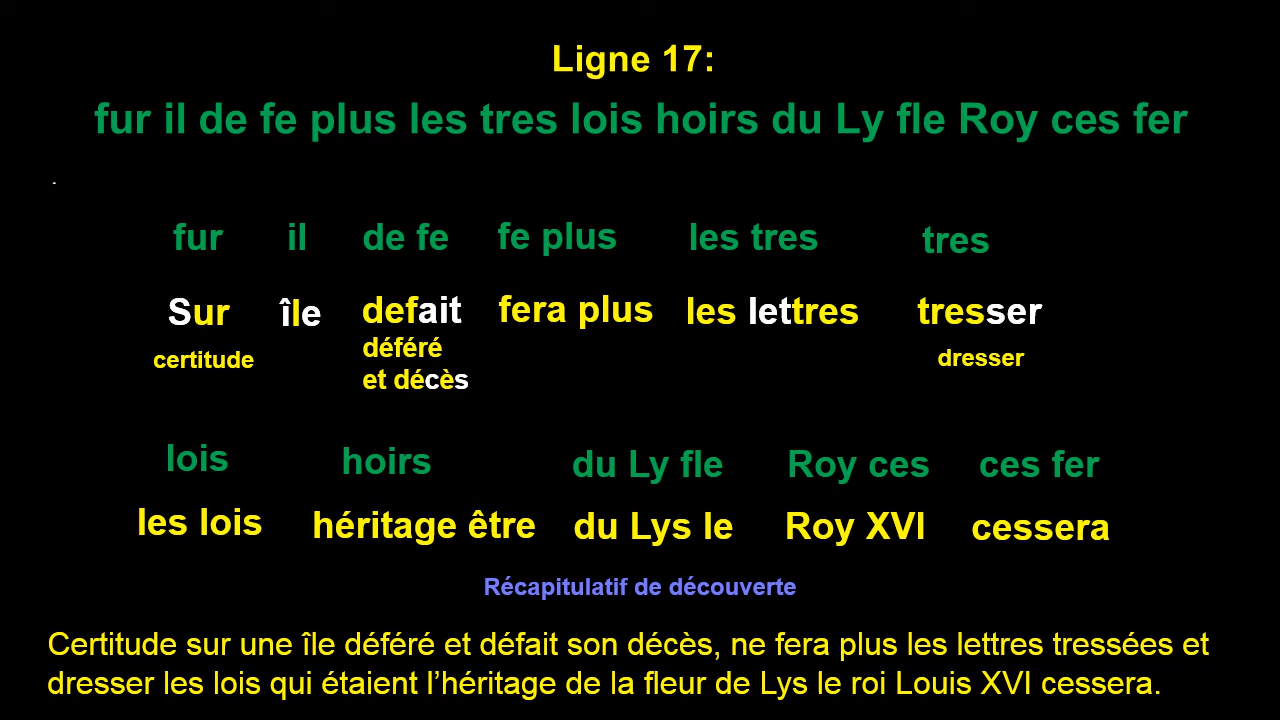 Ligne 17:
fur il de fe plus les tres lois hoirs du Ly fle Roy ces fer
.
fur il de fe fe plus les tres tres
Sur île defait fera plus les lettres tresser
certitude déféré dresser
et décès
lois hoirs du Ly fle Roy ces ces fer
les lois héritage être du Lys le Roy XVI cessera
Récapitulatif de découverte
Certitude sur une île déféré et défait son décès, ne fera plus les lettres tressées et
dresser les lois qui étaient l’héritage de la fleur de Lys le roi Louis XVI cessera.